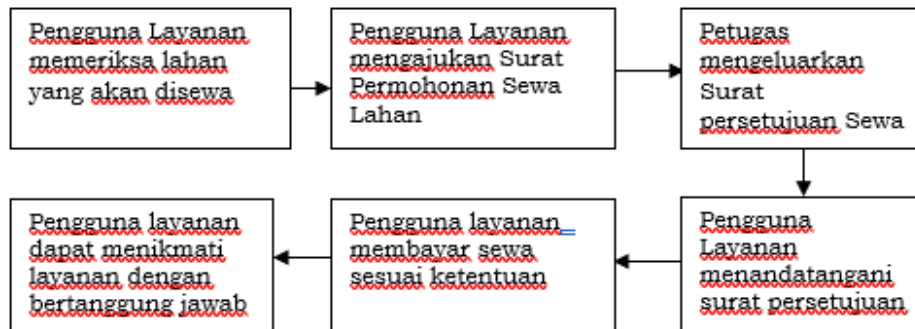 Pengguna Layanan
memeriksa lahan
yang akan disewa
Pengguna Layanan
mengajukan Surat
Permohonan Sewa
Lahan
Petugas
mengeluarkan
Surat
persetujuan Sewa
Pengguna
Layanan
menandatangani
surat persetujuan
Pengguna layanan
membayar sewa
sesuai ketentuan
Pengguna layanan
dapat menikmati
layanan dengan
bertanggung jawab